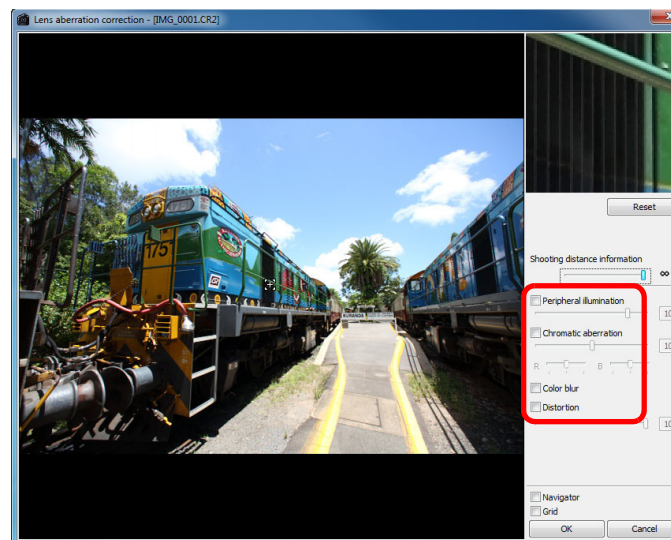 Lens aberration correction - [IMG_0001.CR2]
175
KURANDA
Reset
Shooting distance information
∞
Peripheral illumination
10
Chromatic aberration
10
R
B
Color blur
Distortion
10
Navigator
Grid
OK
Cancel